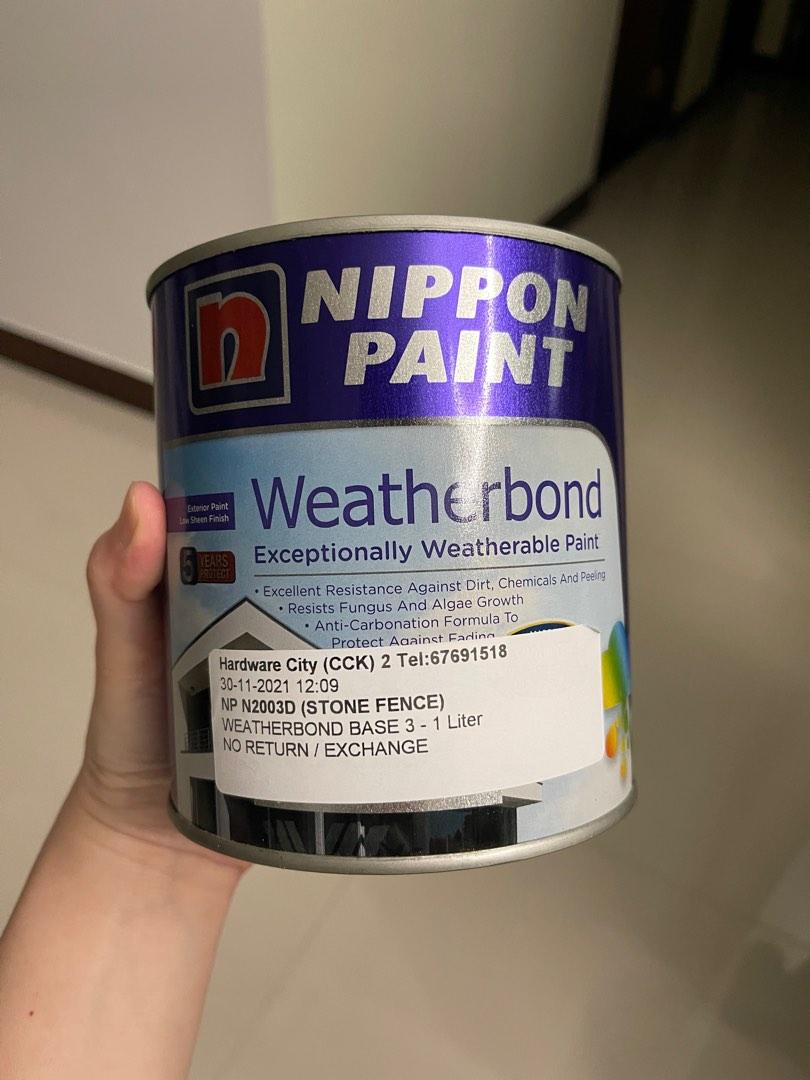 n
NIPPON
PAINT
Exterior Paint
Low Sheen Finish
Weatherbond
5 YEARS
PROTECT
Exceptionally Weatherable Paint
• Excellent Resistance Against Dirt, Chemicals And Peeling
• Resists Fungus And Algae Growth
• Anti-Carbonation Formula To
Protect Against Fading
Hardware City (CCK) 2 Tel:67691518
30-11-2021 12:09
NP N2003D (STONE FENCE)
WEATHERBOND BASE 3 - 1 Liter
NO RETURN / EXCHANGE